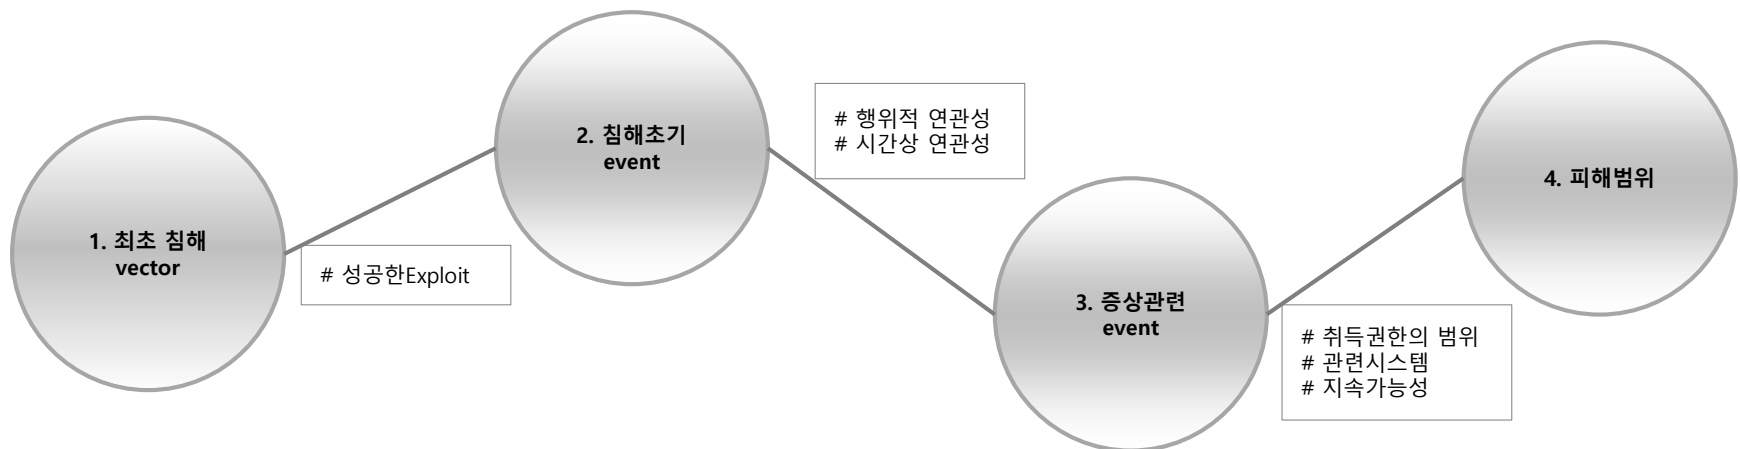 1. 최초 침해
vector
# 성공한Exploit
2. 침해초기
event
# 행위적 연관성
# 시간상 연관성
3. 증상관련
event
# 취득권한의 범위
# 관련시스템
# 지속가능성
4. 피해범위